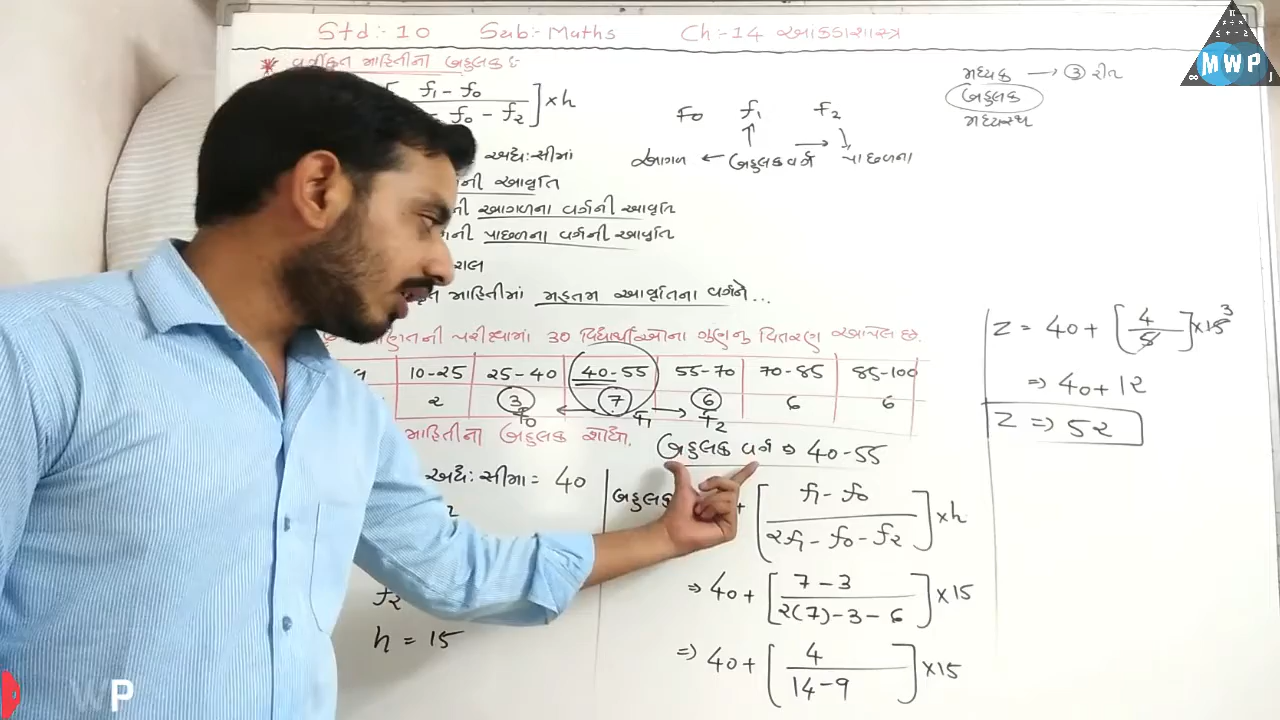 Std:- 10 Sub:- Maths Ch:- 14 આંકડાશાસ્ત્ર
* વર્ગીકૃત માહિતીનો બહુલક :-
f₁ - f₀
- f₀ - f₂ ] × h
અધ:સીમા
ની આવૃત્તિ
ની આગળના વર્ગની આવૃત્તિ
ની પાછળના વર્ગની આવૃત્તિ
માહિતીમાં મહત્તમ આવૃત્તિના વર્ગને ...
F₀ f₁ f₂
આગળ ← બહુલક વર્ગ → પાછળના
મધ્યક → ③ રીત
બહુલક
મધ્યસ્થ
MWP
ગણિતની પરીક્ષામાં 30 વિદ્યાર્થીઓના ગુણનું વિતરણ આપેલ છે.
10-25 25-40 40-55 55-70 70-85 85-100
2 3 7 6 6 6
f₀ f₁ f₂
માહિતીનો બહુલક શોધો.
બહુલક વર્ગ ⇒ 40-55
અધ:સીમા = 40
f₂
h = 15
+ [ f₁ - f₀
2f₁ - f₀ - f₂ ] × h
⇒ 40 + [ 7 - 3
2(7) - 3 - 6 ] × 15
⇒ 40 + [ 4
14 - 9 ] × 15
Z = 40 + [ 4
5 ] × 15 3
⇒ 40 + 12
Z ⇒ 52
P